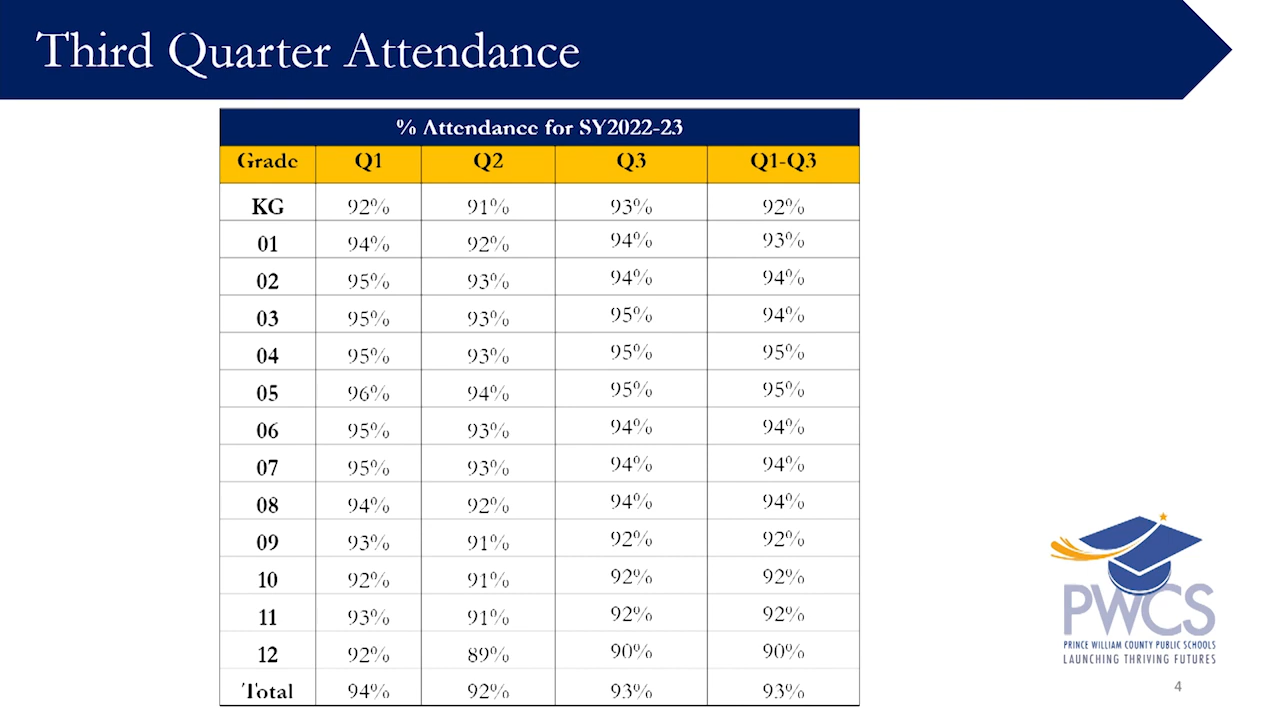 Third Quarter Attendance
% Attendance for SY2022-23
Grade Q1 Q2 Q3 Q1-Q3
KG 92% 91% 93% 92%
01 94% 92% 94% 93%
02 95% 93% 94% 94%
03 95% 93% 95% 94%
04 95% 93% 95% 95%
05 96% 94% 95% 95%
06 95% 93% 94% 94%
07 95% 93% 94% 94%
08 94% 92% 94% 94%
09 93% 91% 92% 92%
10 92% 91% 92% 92%
11 93% 91% 92% 92%
12 92% 89% 90% 90%
Total 94% 92% 93% 93%
PWCS
PRINCE WILLIAM COUNTY PUBLIC SCHOOLS
LAUNCHING THRIVING FUTURES
4